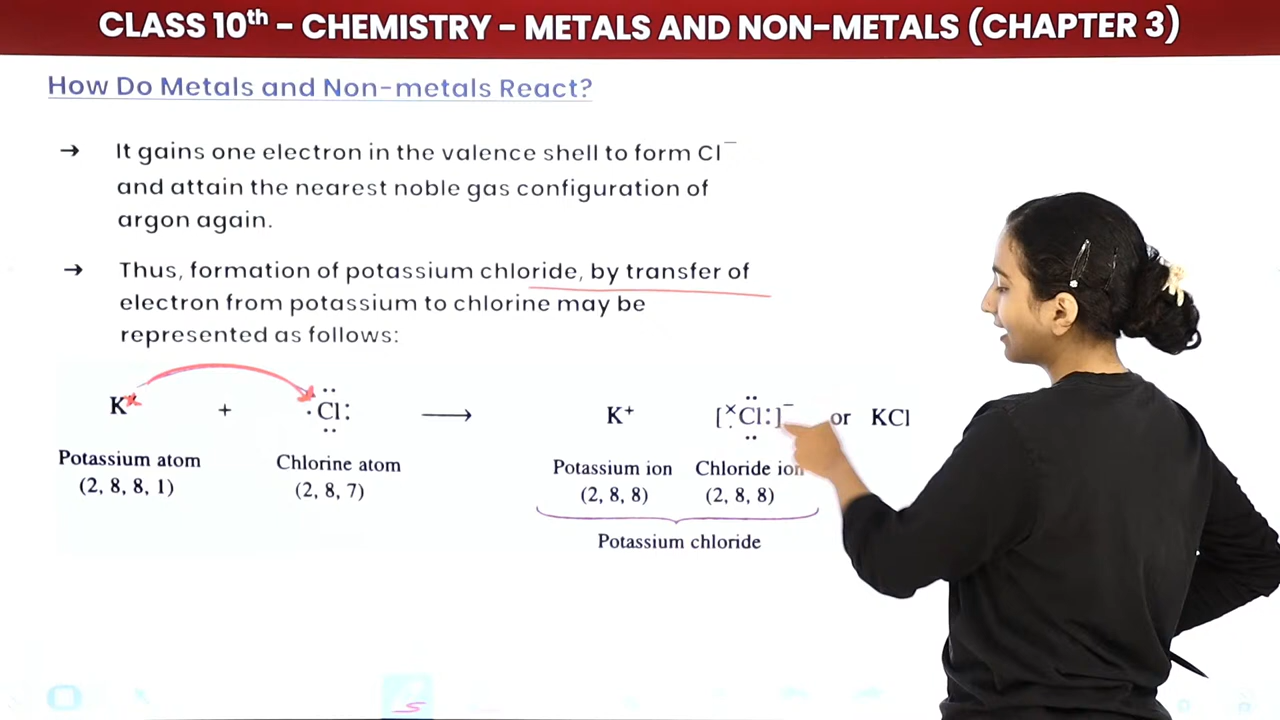 CLASS 10th - CHEMISTRY - METALS AND NON-METALS (CHAPTER 3)
How Do Metals and Non-metals React?
→ It gains one electron in the valence shell to form Cl⁻
and attain the nearest noble gas configuration of
argon again.
→ Thus, formation of potassium chloride, by transfer of
electron from potassium to chlorine may be
represented as follows:
K× + Cl ⟶ K⁺ [×Cl:]⁻ or KCl
Potassium atom Chlorine atom Potassium ion Chloride ion
(2, 8, 8, 1) (2, 8, 7) (2, 8, 8) (2, 8, 8)
Potassium chloride